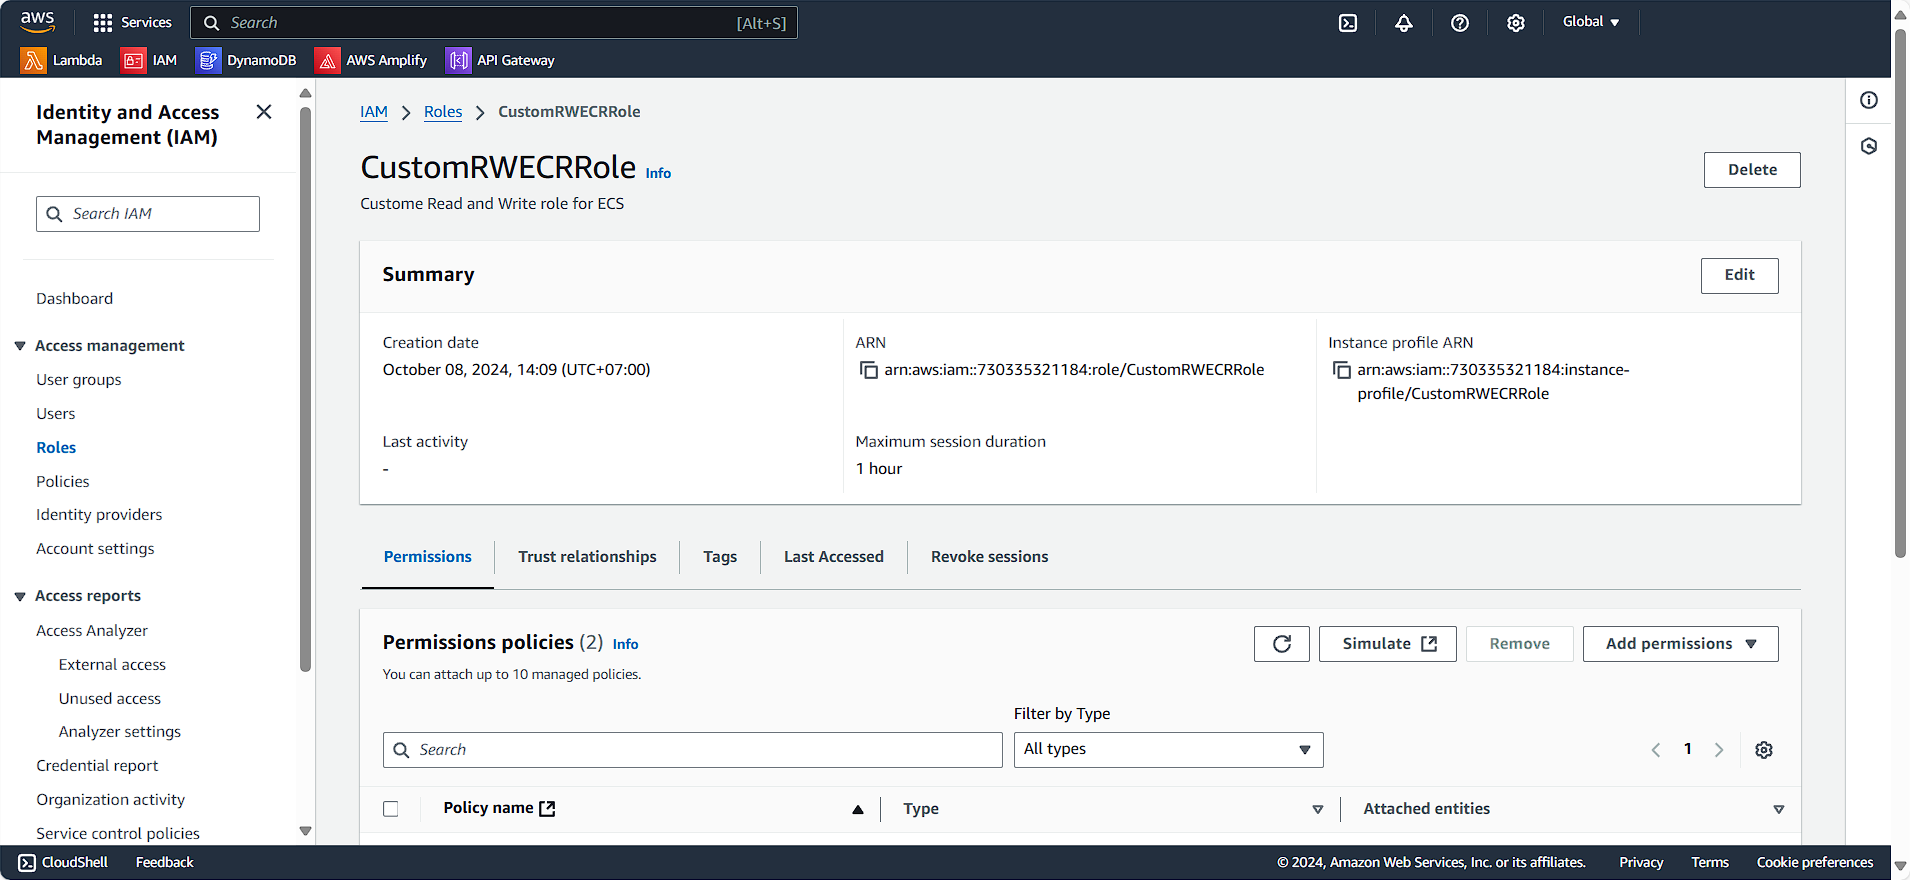 aws
Services
Search
[Alt+S]
Global
Lambda
IAM
DynamoDB
AWS Amplify
API Gateway
Identity and Access
Management (IAM)
Search IAM
Dashboard
Access management
User groups
Users
Roles
Policies
Identity providers
Account settings
Access reports
Access Analyzer
External access
Unused access
Analyzer settings
Credential report
Organization activity
Service control policies
IAM
Roles
CustomRWECRRole
CustomRWECRRole Info
Delete
Custome Read and Write role for ECS
Summary
Edit
Creation date
October 08, 2024, 14:09 (UTC+07:00)
ARN
arn:aws:iam::730335321184:role/CustomRWECRRole
Instance profile ARN
arn:aws:iam::730335321184:instance-
profile/CustomRWECRRole
Last activity
-
Maximum session duration
1 hour
Permissions
Trust relationships
Tags
Last Accessed
Revoke sessions
Permissions policies (2) Info
Simulate
Remove
Add permissions
You can attach up to 10 managed policies.
Filter by Type
Search
All types
1
Policy name
Type
Attached entities
CloudShell
Feedback
© 2024, Amazon Web Services, Inc. or its affiliates.
Privacy
Terms
Cookie preferences